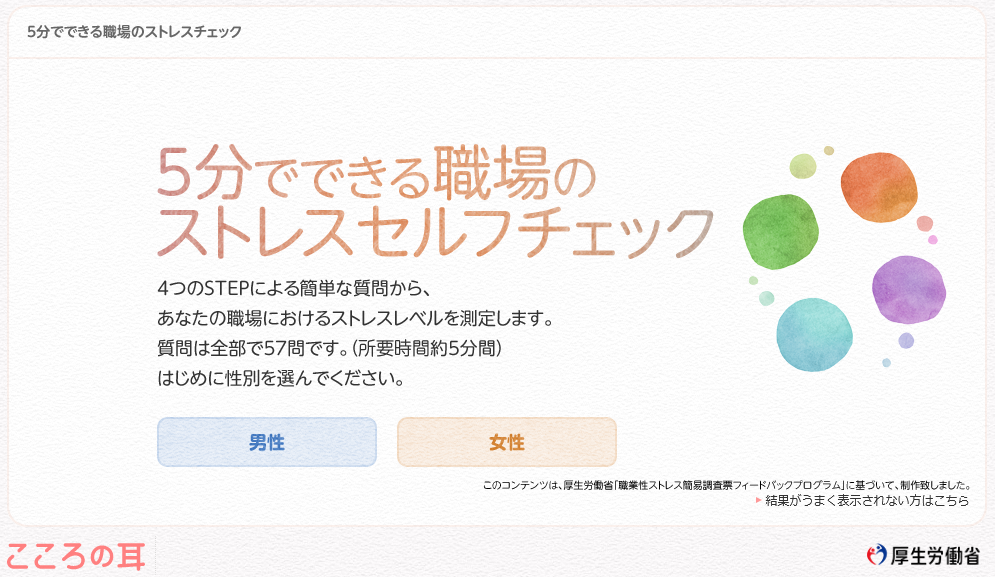 5分でできる職場のストレスチェック
5分でできる職場の
ストレスセルフチェック
4つのSTEPによる簡単な質問から、
あなたの職場におけるストレスレベルを測定します。
質問は全部で57問です。(所要時間約5分間)
はじめに性別を選んでください。
男性
女性
このコンテンツは、厚生労働省「職業性ストレス簡易調査票フィードバックプログラム」に基づいて、制作致しました。
結果がうまく表示されない方はこちら
こころの耳
厚生労働省